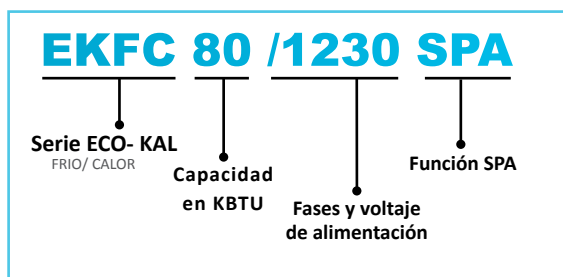 EKFC 80 /1230 SPA
Serie ECO- KAL
FRIO/ CALOR
Capacidad
en KBTU
Fases y voltaje
de alimentación
Función SPA